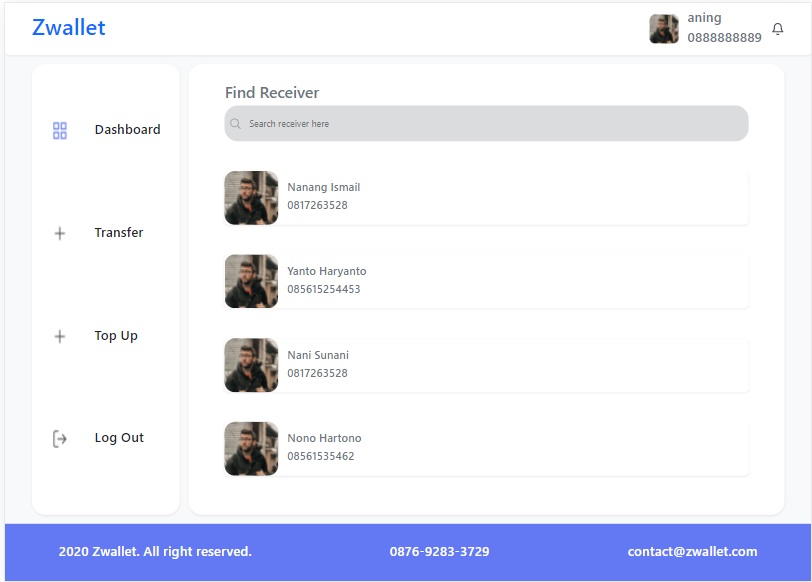 Zwallet
aning
0888888889
Dashboard
Transfer
Top Up
Log Out
Find Receiver
Search receiver here
Nanang Ismail
0817263528
Yanto Haryanto
085615254453
Nani Sunani
0817263528
Nono Hartono
08561535462
2020 Zwallet. All right reserved.
0876-9283-3729
contact@zwallet.com